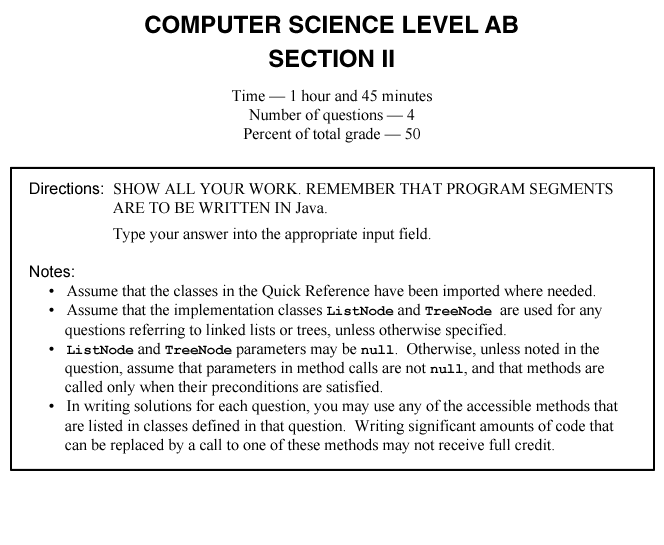 COMPUTER SCIENCE LEVEL AB
SECTION II
Time — 1 hour and 45 minutes
Number of questions — 4
Percent of total grade — 50
Directions: SHOW ALL YOUR WORK. REMEMBER THAT PROGRAM SEGMENTS
ARE TO BE WRITTEN IN Java.
Type your answer into the appropriate input field.
Notes:
• Assume that the classes in the Quick Reference have been imported where needed.
• Assume that the implementation classes ListNode and TreeNode are used for any
questions referring to linked lists or trees, unless otherwise specified.
• ListNode and TreeNode parameters may be null. Otherwise, unless noted in the
question, assume that parameters in method calls are not null, and that methods are
called only when their preconditions are satisfied.
• In writing solutions for each question, you may use any of the accessible methods that
are listed in classes defined in that question. Writing significant amounts of code that
can be replaced by a call to one of these methods may not receive full credit.